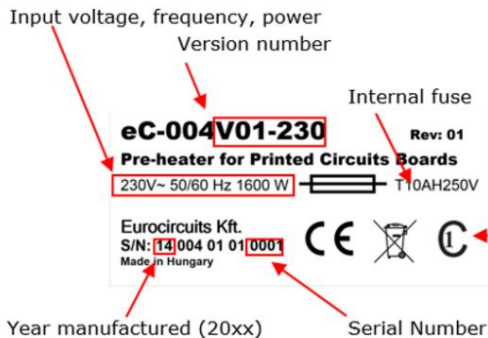 Input voltage, frequency, power
Version number
Internal fuse
eC-004V01-230
Rev: 01
Pre-heater for Printed Circuits Boards
230V~ 50/60 Hz 1600 W
T10AH250V
Eurocircuits Kft.
S/N: 14 004 01 01 0001
Made in Hungary
CE
C1
Year manufactured (20xx)
Serial Number